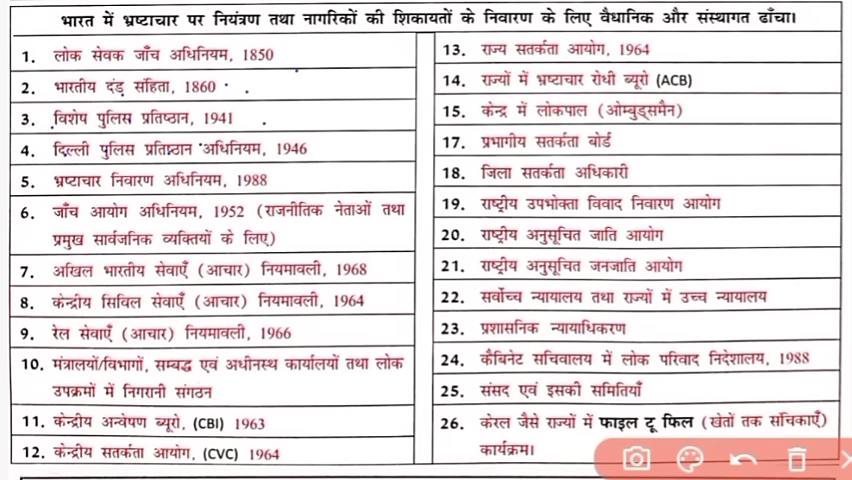 भारत में भ्रष्टाचार पर नियंत्रण तथा नागरिकों की शिकायतों के निवारण के लिए वैधानिक और संस्थागत ढाँचा।
1. लोक सेवक जाँच अधिनियम, 1850
2. भारतीय दंड संहिता, 1860
3. विशेष पुलिस प्रतिष्ठान, 1941
4. दिल्ली पुलिस प्रतिष्ठान अधिनियम, 1946
5. भ्रष्टाचार निवारण अधिनियम, 1988
6. जाँच आयोग अधिनियम, 1952 (राजनीतिक नेताओं तथा
प्रमुख सार्वजनिक व्यक्तियों के लिए)
7. अखिल भारतीय सेवाएँ (आचार) नियमावली, 1968
8. केन्द्रीय सिविल सेवाएँ (आचार) नियमावली, 1964
9. रेल सेवाएँ (आचार) नियमावली, 1966
10. मंत्रालयों/विभागों, सम्बद्ध एवं अधीनस्थ कार्यालयों तथा लोक
उपक्रमों में निगरानी संगठन
11. केन्द्रीय अन्वेषण ब्यूरो, (CBI) 1963
12. केन्द्रीय सतर्कता आयोग, (CVC) 1964
13. राज्य सतर्कता आयोग, 1964
14. राज्यों में भ्रष्टाचार रोधी ब्यूरो (ACB)
15. केन्द्र में लोकपाल (ओम्बुड्समैन)
17. प्रभागीय सतर्कता बोर्ड
18. जिला सतर्कता अधिकारी
19. राष्ट्रीय उपभोक्ता विवाद निवारण आयोग
20. राष्ट्रीय अनुसूचित जाति आयोग
21. राष्ट्रीय अनुसूचित जनजाति आयोग
22. सर्वोच्च न्यायालय तथा राज्यों में उच्च न्यायालय
23. प्रशासनिक न्यायाधिकरण
24. कैबिनेट सचिवालय में लोक परिवाद निदेशालय, 1988
25. संसद एवं इसकी समितियाँ
26. केरल जैसे राज्यों में फाइल टू फिल (खेतों तक संचिकाएँ)
कार्यक्रम।